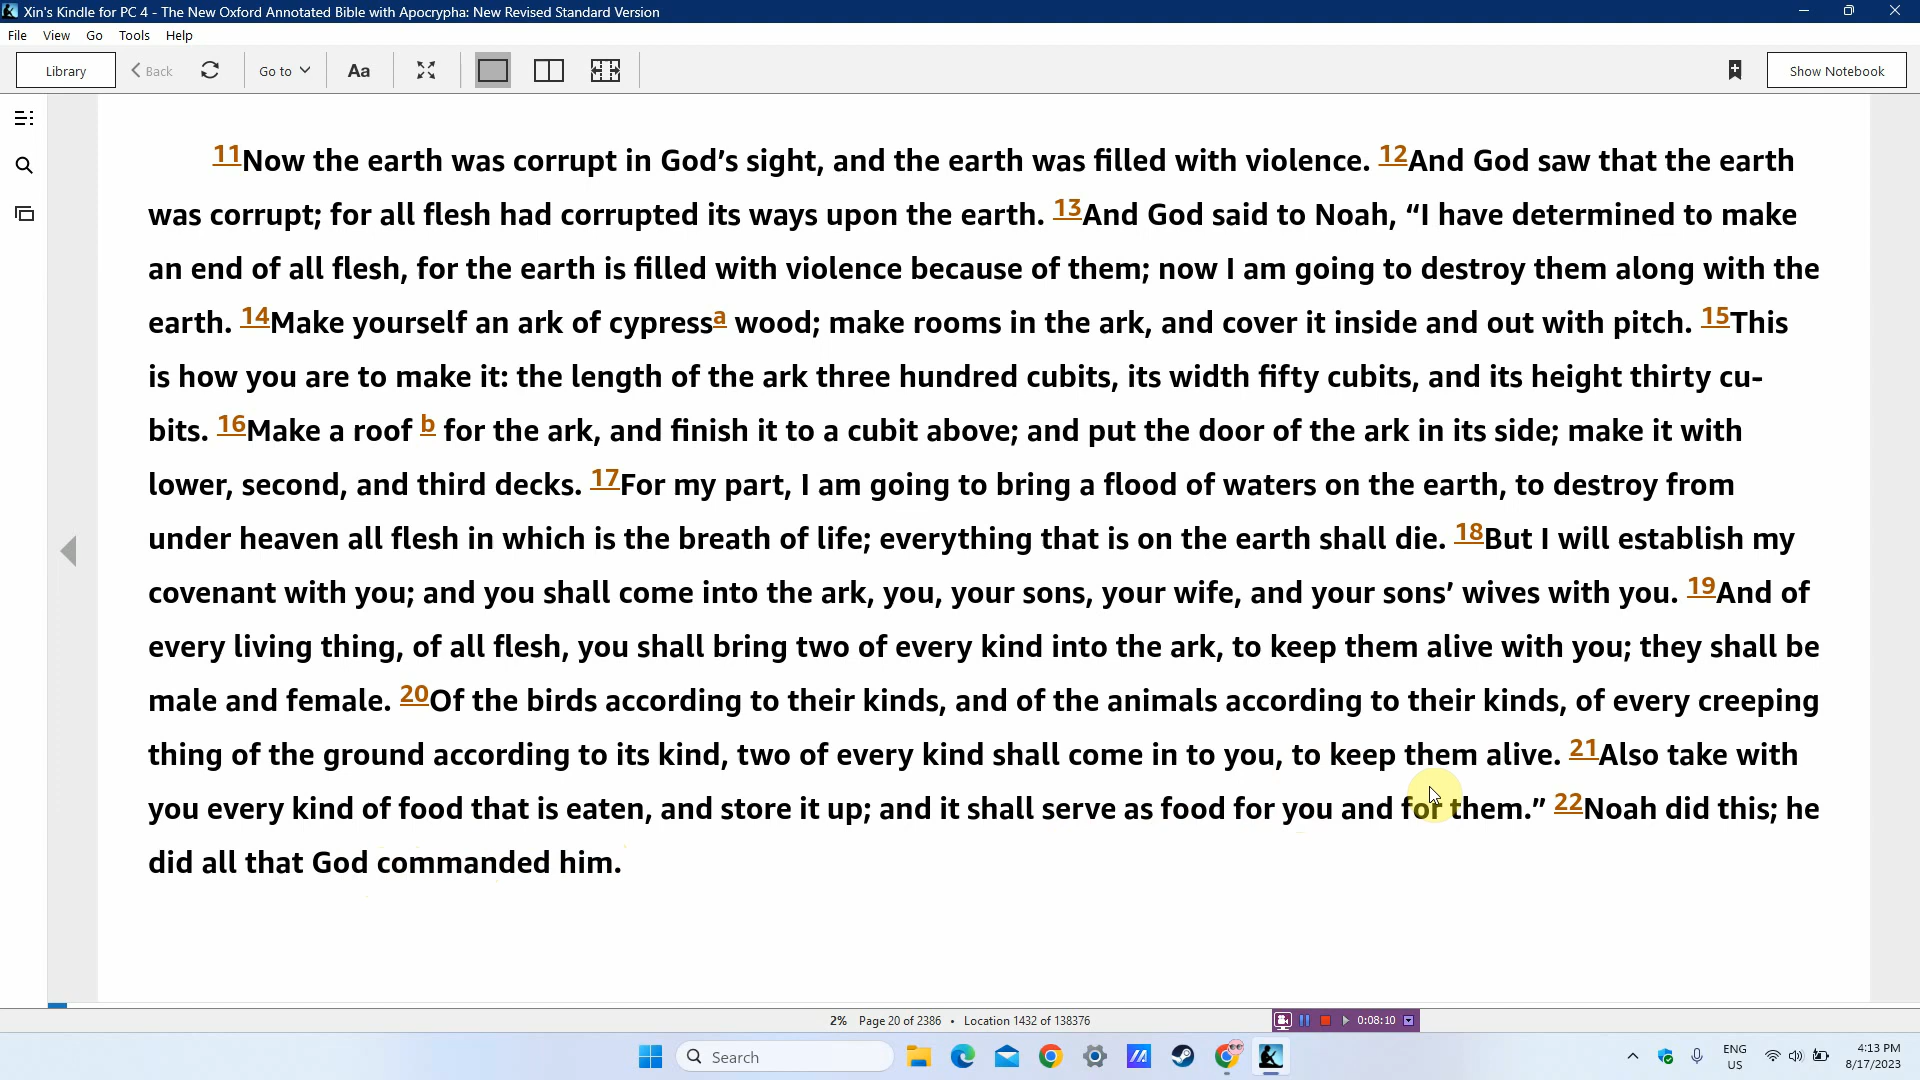 Xin's Kindle for PC 4 - The New Oxford Annotated Bible with Apocrypha: New Revised Standard Version
File View Go Tools Help
Library Back Go to Aa Show Notebook
11Now the earth was corrupt in God’s sight, and the earth was filled with violence. 12And God saw that the earth
was corrupt; for all flesh had corrupted its ways upon the earth. 13And God said to Noah, “I have determined to make
an end of all flesh, for the earth is filled with violence because of them; now I am going to destroy them along with the
earth. 14Make yourself an ark of cypressa wood; make rooms in the ark, and cover it inside and out with pitch. 15This
is how you are to make it: the length of the ark three hundred cubits, its width fifty cubits, and its height thirty cu-
bits. 16Make a roof b for the ark, and finish it to a cubit above; and put the door of the ark in its side; make it with
lower, second, and third decks. 17For my part, I am going to bring a flood of waters on the earth, to destroy from
under heaven all flesh in which is the breath of life; everything that is on the earth shall die. 18But I will establish my
covenant with you; and you shall come into the ark, you, your sons, your wife, and your sons’ wives with you. 19And of
every living thing, of all flesh, you shall bring two of every kind into the ark, to keep them alive with you; they shall be
male and female. 20Of the birds according to their kinds, and of the animals according to their kinds, of every creeping
thing of the ground according to its kind, two of every kind shall come in to you, to keep them alive. 21Also take with
you every kind of food that is eaten, and store it up; and it shall serve as food for you and for them.” 22Noah did this; he
did all that God commanded him.
2% Page 20 of 2386 • Location 1432 of 138376
0:08:10
Search
ENG
US
4:13 PM
8/17/2023